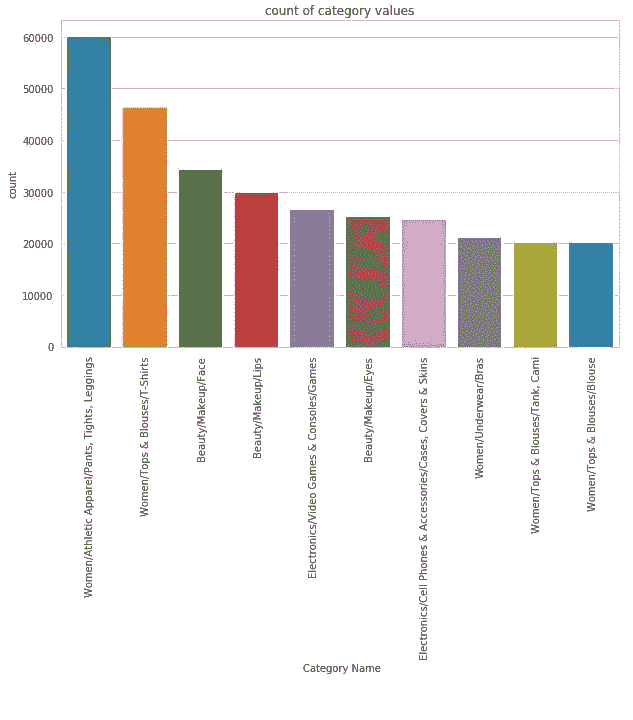 count of category values
60000
50000
40000
30000
20000
10000
0
count
Women/Athletic Apparel/Pants, Tights, Leggings
Women/Tops & Blouses/T-Shirts
Beauty/Makeup/Face
Beauty/Makeup/Lips
Electronics/Video Games & Consoles/Games
Beauty/Makeup/Eyes
Electronics/Cell Phones & Accessories/Cases, Covers & Skins
Women/Underwear/Bras
Women/Tops & Blouses/Tank, Cami
Women/Tops & Blouses/Blouse
Category Name